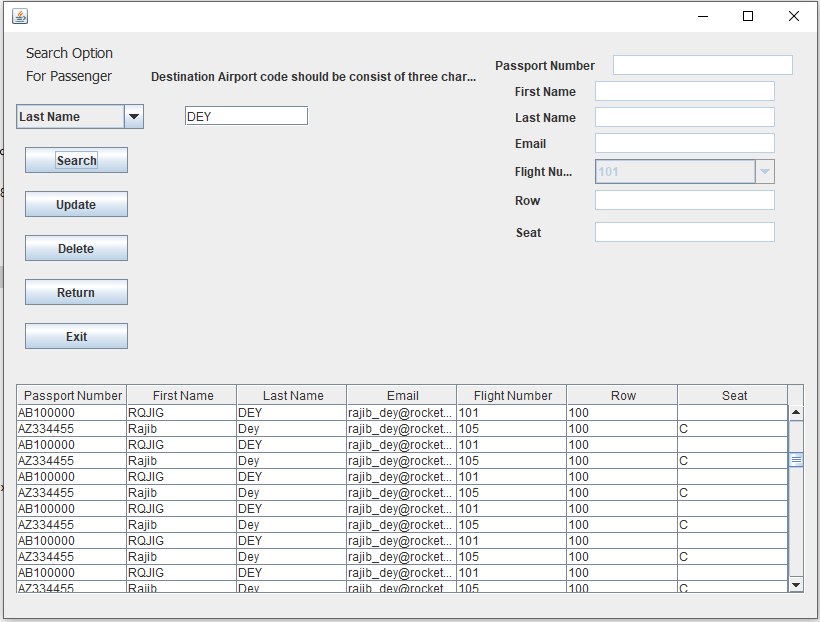 Search Option
For Passenger
Destination Airport code should be consist of three char...
Last Name
DEY
Search
Update
Delete
Return
Exit
Passport Number
First Name
Last Name
Email
Flight Nu...
101
Row
Seat
Passport Number First Name Last Name Email Flight Number Row Seat
AB100000 RQJIG DEY rajib_dey@rocket... 101 100
AZ334455 Rajib Dey rajib_dey@rocket... 105 100 C
AB100000 RQJIG DEY rajib_dey@rocket... 101 100
AZ334455 Rajib Dey rajib_dey@rocket... 105 100 C
AB100000 RQJIG DEY rajib_dey@rocket... 101 100
AZ334455 Rajib Dey rajib_dey@rocket... 105 100 C
AB100000 RQJIG DEY rajib_dey@rocket... 101 100
AZ334455 Rajib Dey rajib_dey@rocket... 105 100 C
AB100000 RQJIG DEY rajib_dey@rocket... 101 100
AZ334455 Rajib Dey rajib_dey@rocket... 105 100 C
AB100000 RQJIG DEY rajib_dey@rocket... 101 100
AZ334455 Rajib Dey rajib_dey@rocket... 105 100 C